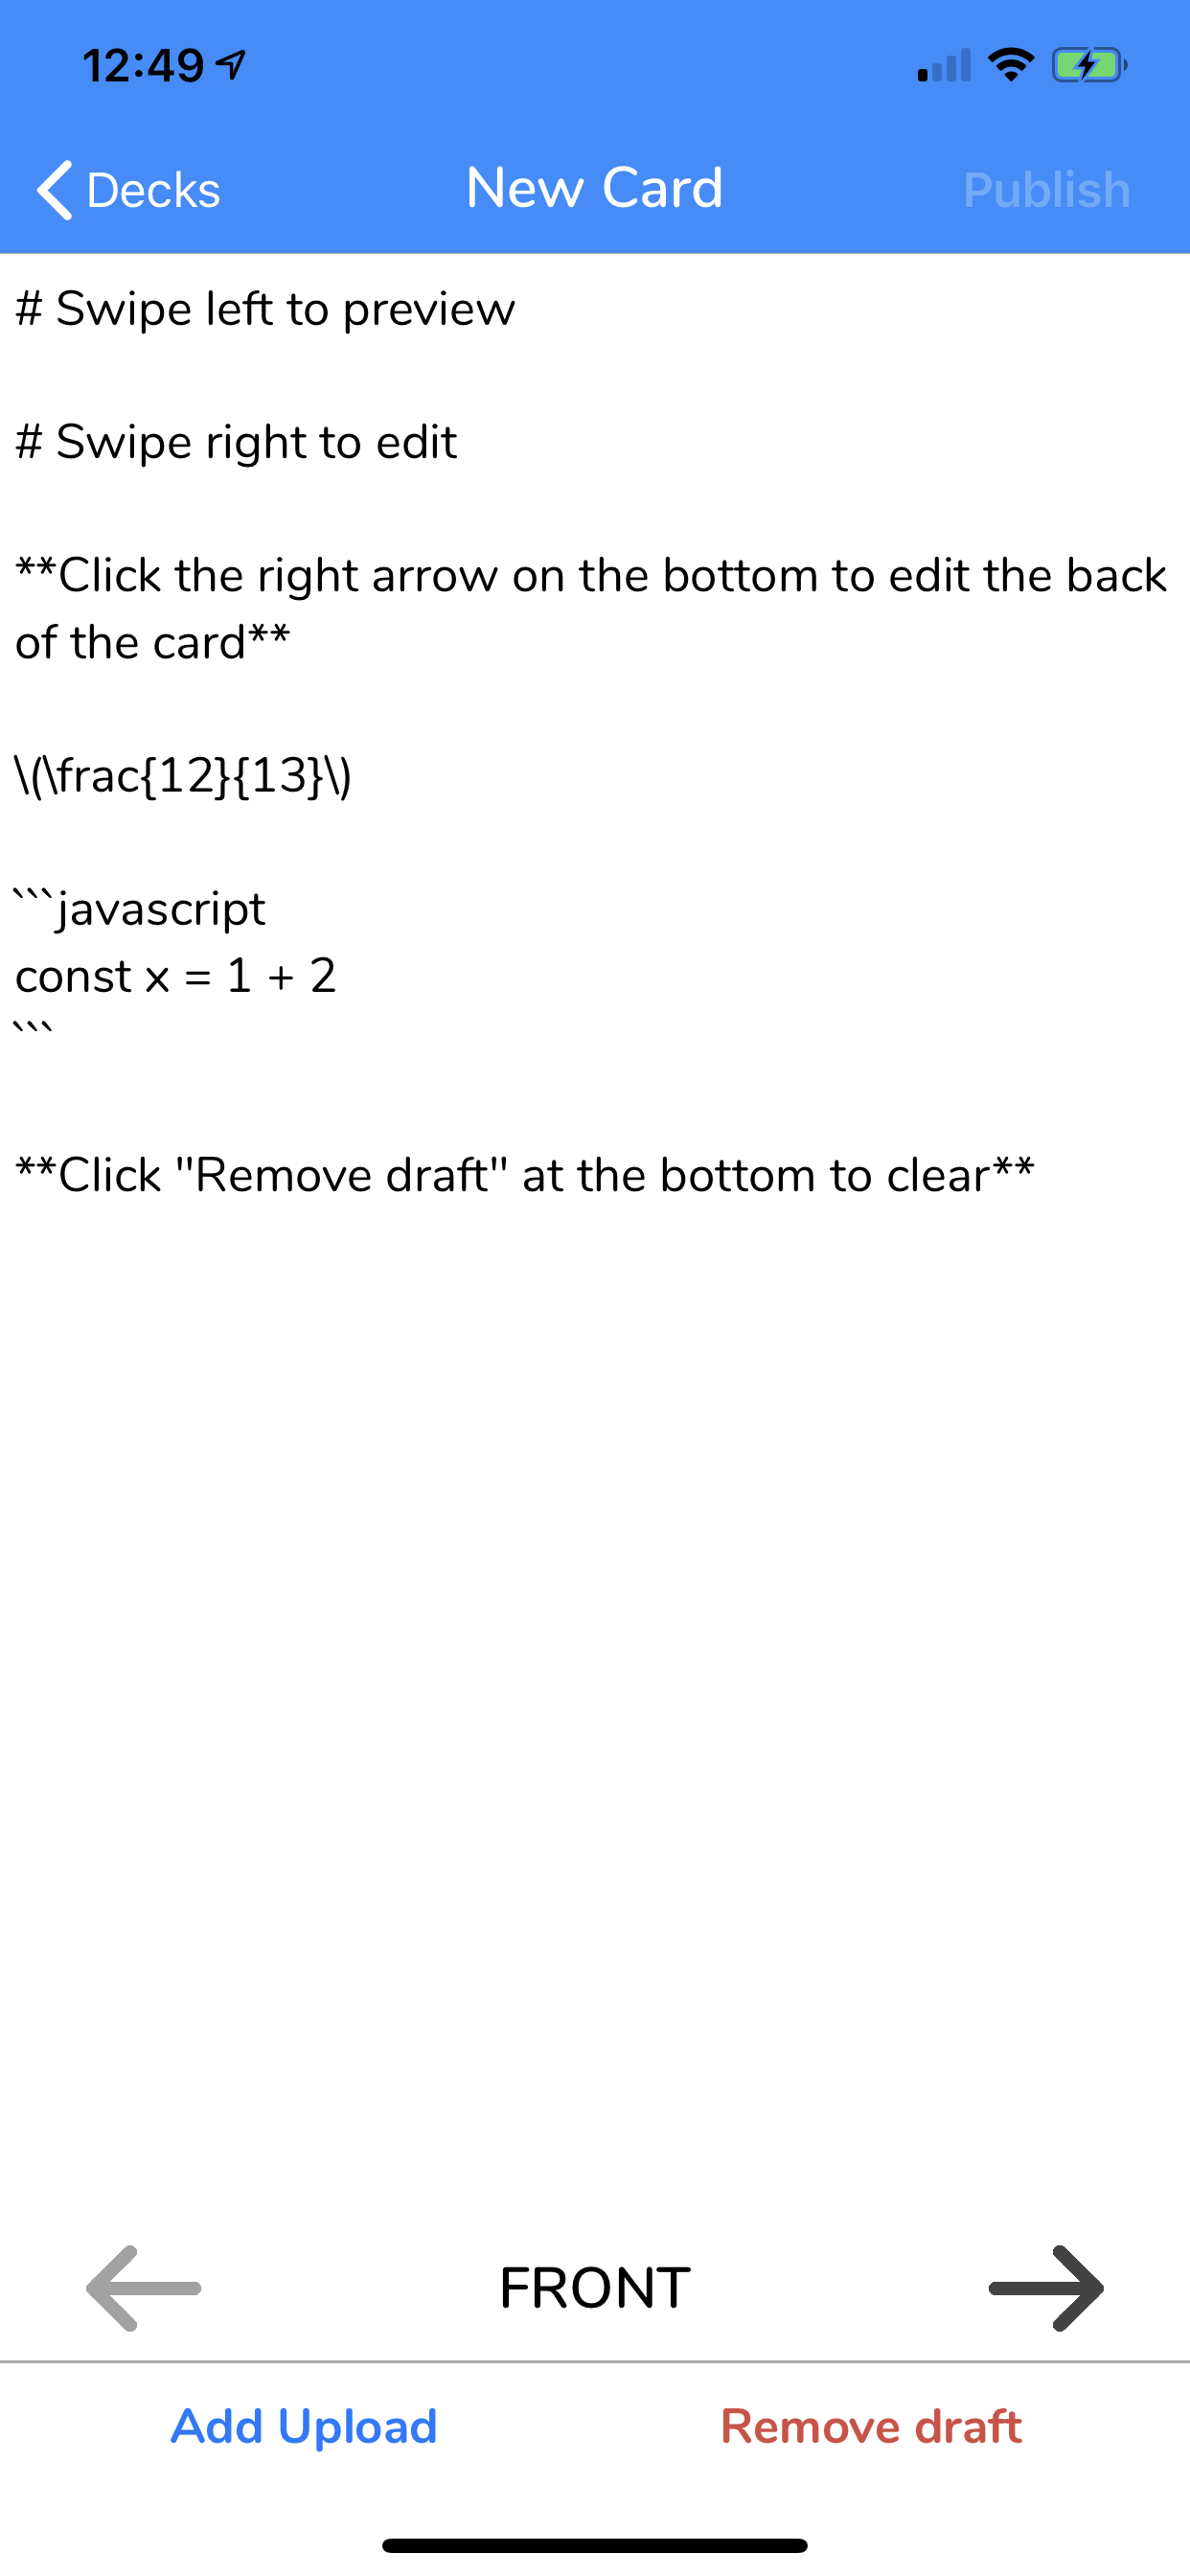 12:49
Decks
New Card
Publish
# Swipe left to preview
# Swipe right to edit
**Click the right arrow on the bottom to edit the back
of the card**
\(\frac{12}{13}\)
```javascript
const x = 1 + 2
```
**Click "Remove draft" at the bottom to clear**
FRONT
Add Upload
Remove draft